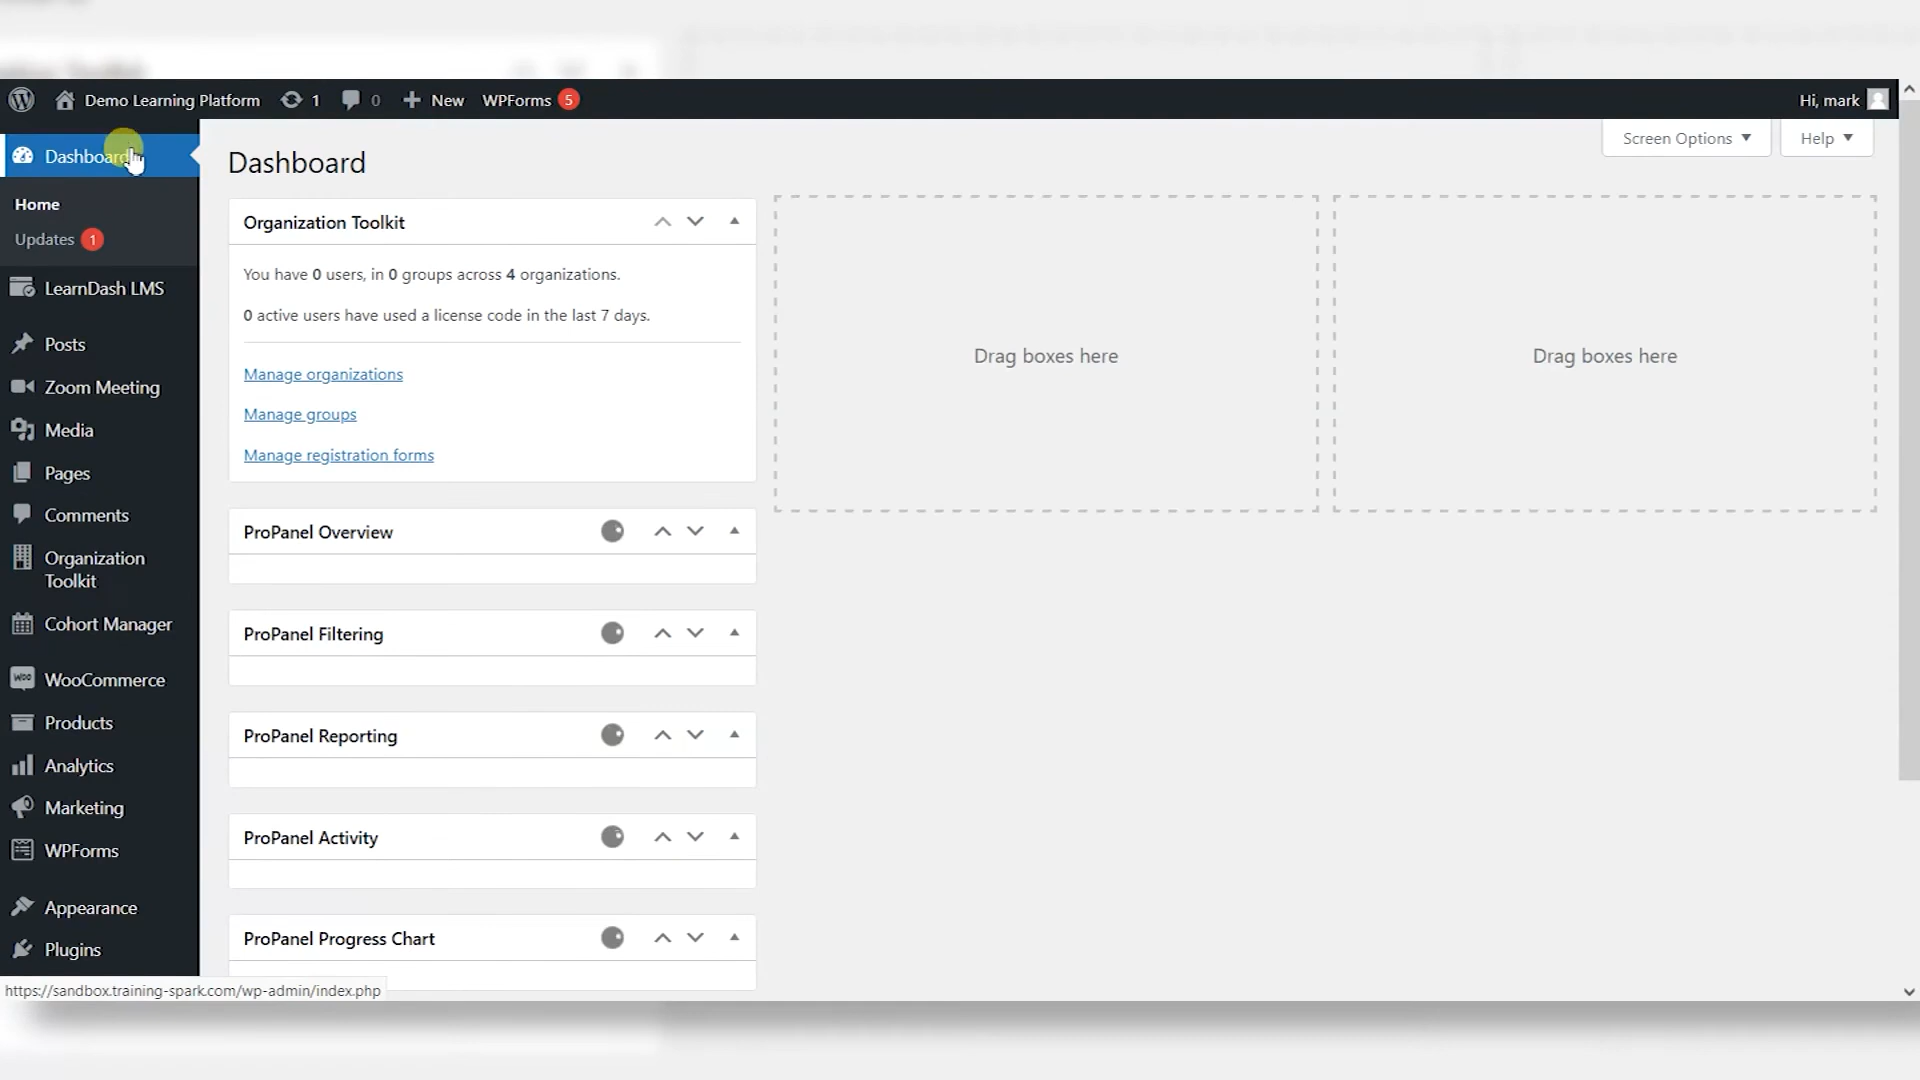 Demo Learning Platform 1 0 New WPForms 5 Hi, mark
Screen Options Help
Dashboard
Home
Updates 1
LearnDash LMS
Posts
Zoom Meeting
Media
Pages
Comments
Organization
Toolkit
Cohort Manager
WooCommerce
Products
Analytics
Marketing
WPForms
Appearance
Plugins
Dashboard
Organization Toolkit
You have 0 users, in 0 groups across 4 organizations.
0 active users have used a license code in the last 7 days.
Manage organizations
Manage groups
Manage registration forms
ProPanel Overview
ProPanel Filtering
ProPanel Reporting
ProPanel Activity
ProPanel Progress Chart
Drag boxes here
Drag boxes here
https://sandbox.training-spark.com/wp-admin/index.php